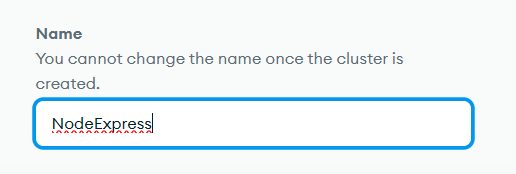 Name
You cannot change the name once the cluster is
created.
NodeExpress